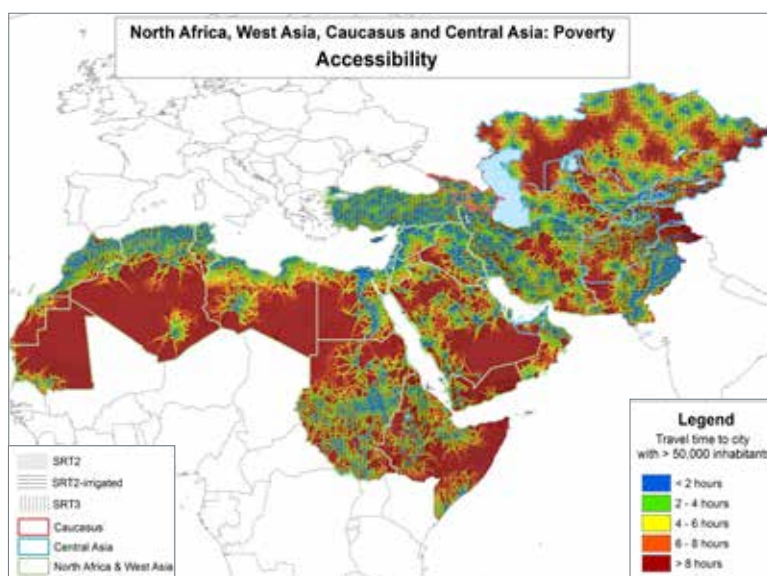 North Africa, West Asia, Caucasus and Central Asia: Poverty
Accessibility
SRT2
SRT2-irrigated
SRT3
Caucasus
Central Asia
North Africa & West Asia
Legend
Travel time to city
with > 50,000 inhabitants
< 2 hours
2 - 4 hours
4 - 6 hours
6 - 8 hours
> 8 hours